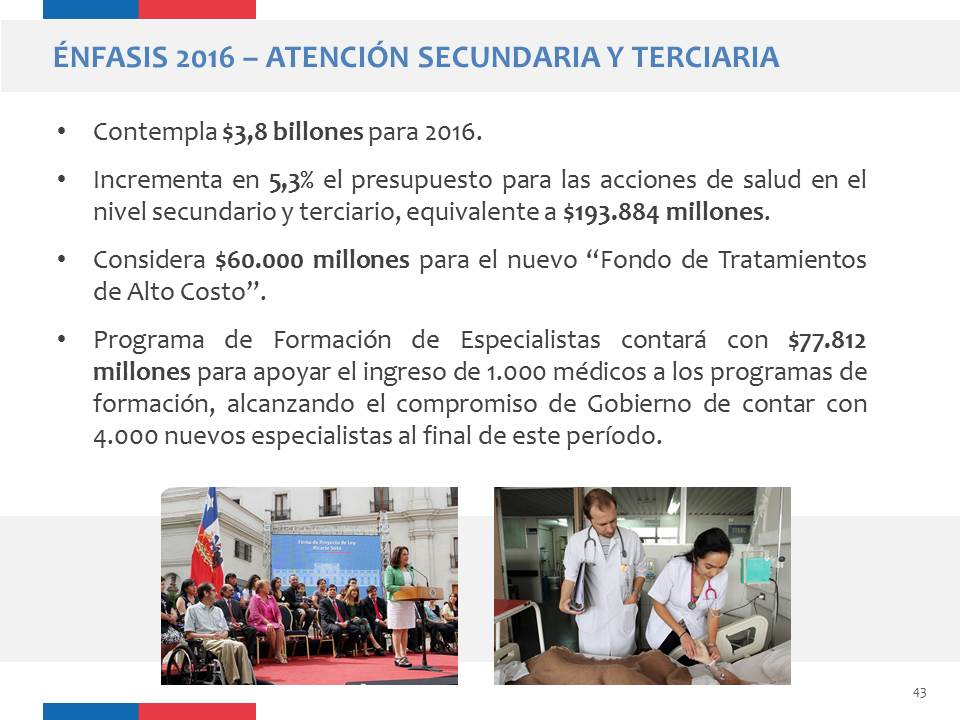 ÉNFASIS 2016 – ATENCIÓN SECUNDARIA Y TERCIARIA
• Contempla $3,8 billones para 2016.
• Incrementa en 5,3% el presupuesto para las acciones de salud en el
nivel secundario y terciario, equivalente a $193.884 millones.
• Considera $60.000 millones para el nuevo “Fondo de Tratamientos
de Alto Costo”.
• Programa de Formación de Especialistas contará con $77.812
millones para apoyar el ingreso de 1.000 médicos a los programas de
formación, alcanzando el compromiso de Gobierno de contar con
4.000 nuevos especialistas al final de este período.
Firma de Proyecto de Ley
Ricarte Soto
43